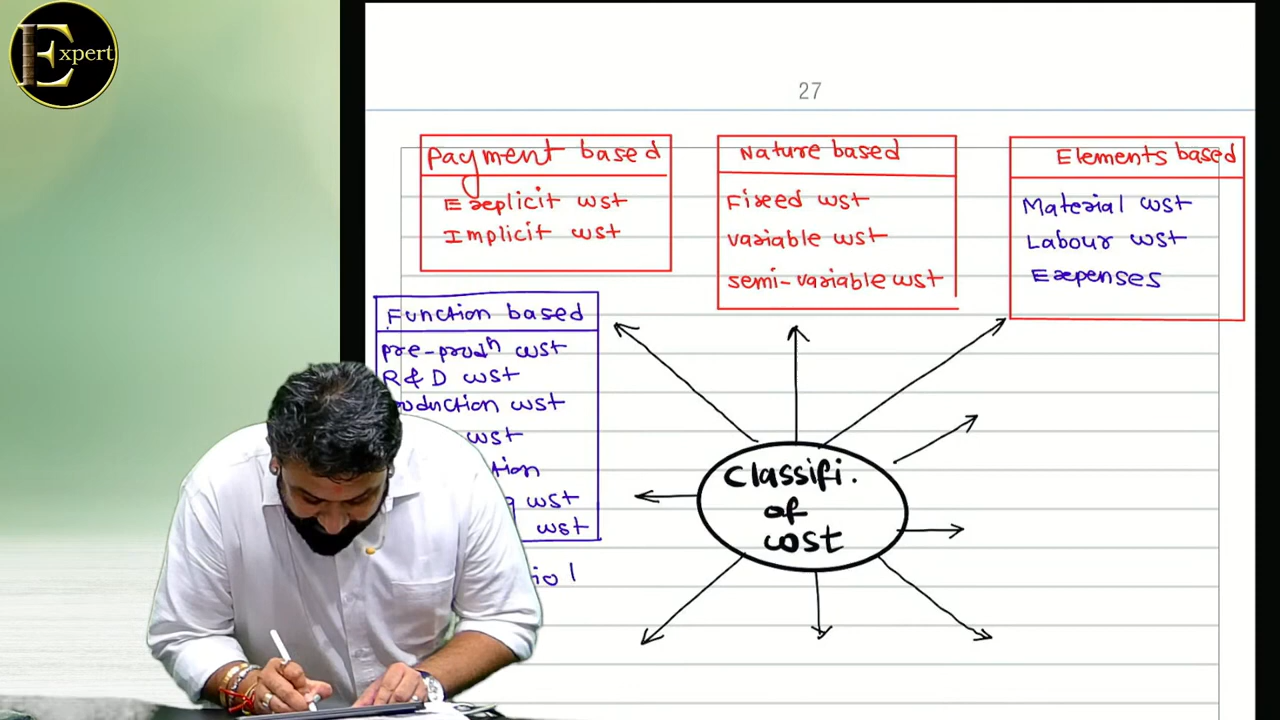 Expert
27
Payment based
Explicit cost
Implicit cost
Nature based
Fixed cost
variable cost
semi-variable cost
Elements based
Material cost
Labour cost
Expenses
Function based
pre-prodn cost
R & D cost
oduction cost
cost
tion
cost
cost
Classifi.
of
cost